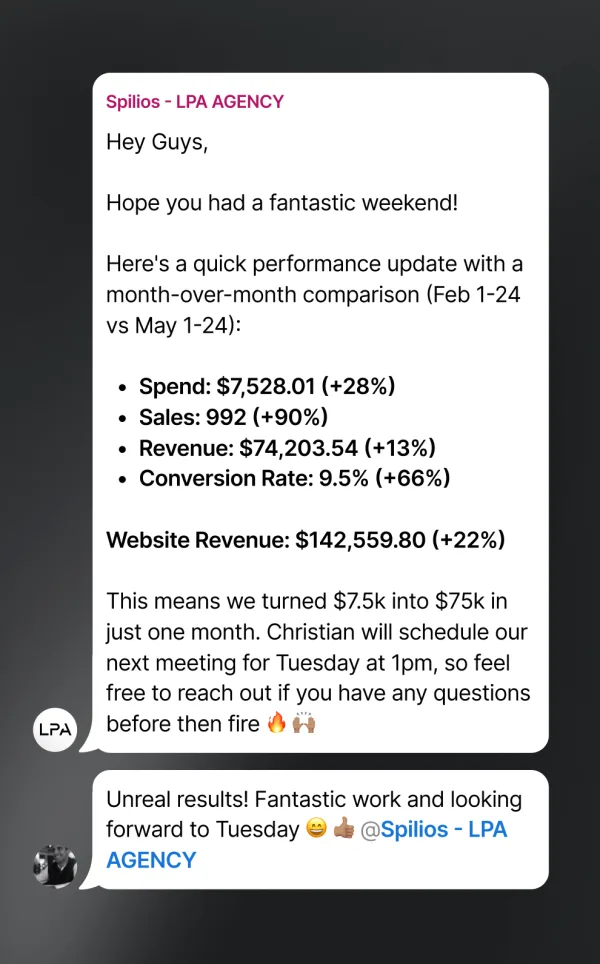 Spilios - LPA AGENCY
Hey Guys,
Hope you had a fantastic weekend!
Here's a quick performance update with a
month-over-month comparison (Feb 1-24
vs May 1-24):
• Spend: $7,528.01 (+28%)
• Sales: 992 (+90%)
• Revenue: $74,203.54 (+13%)
• Conversion Rate: 9.5% (+66%)
Website Revenue: $142,559.80 (+22%)
This means we turned $7.5k into $75k in
just one month. Christian will schedule our
next meeting for Tuesday at 1pm, so feel
free to reach out if you have any questions
before then fire 🔥 🙌🏽
LPA
Unreal results! Fantastic work and looking
forward to Tuesday 😄 👍🏽 @Spilios - LPA
AGENCY